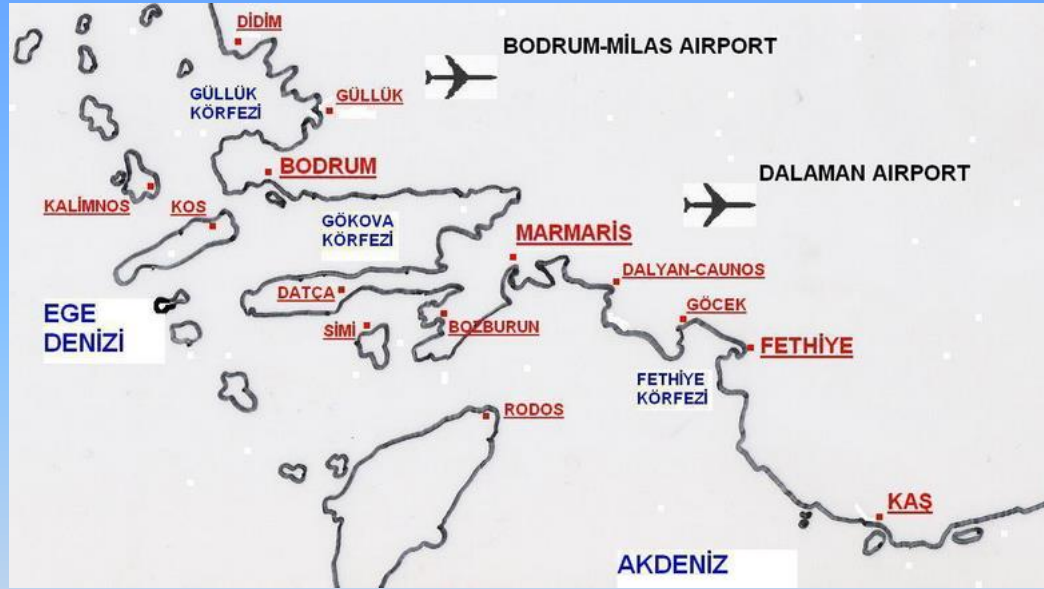 DİDİM
BODRUM-MİLAS AIRPORT
GÜLLÜK
KÖRFEZİ
GÜLLÜK
BODRUM
DALAMAN AIRPORT
KALİMNOS
KOS
GÖKOVA
KÖRFEZİ
MARMARİS
DALYAN-CAUNOS
DATÇA
GÖCEK
EGE
DENİZİ
SİMİ
BOZBURUN
FETHİYE
FETHİYE
KÖRFEZİ
RODOS
KAŞ
AKDENİZ